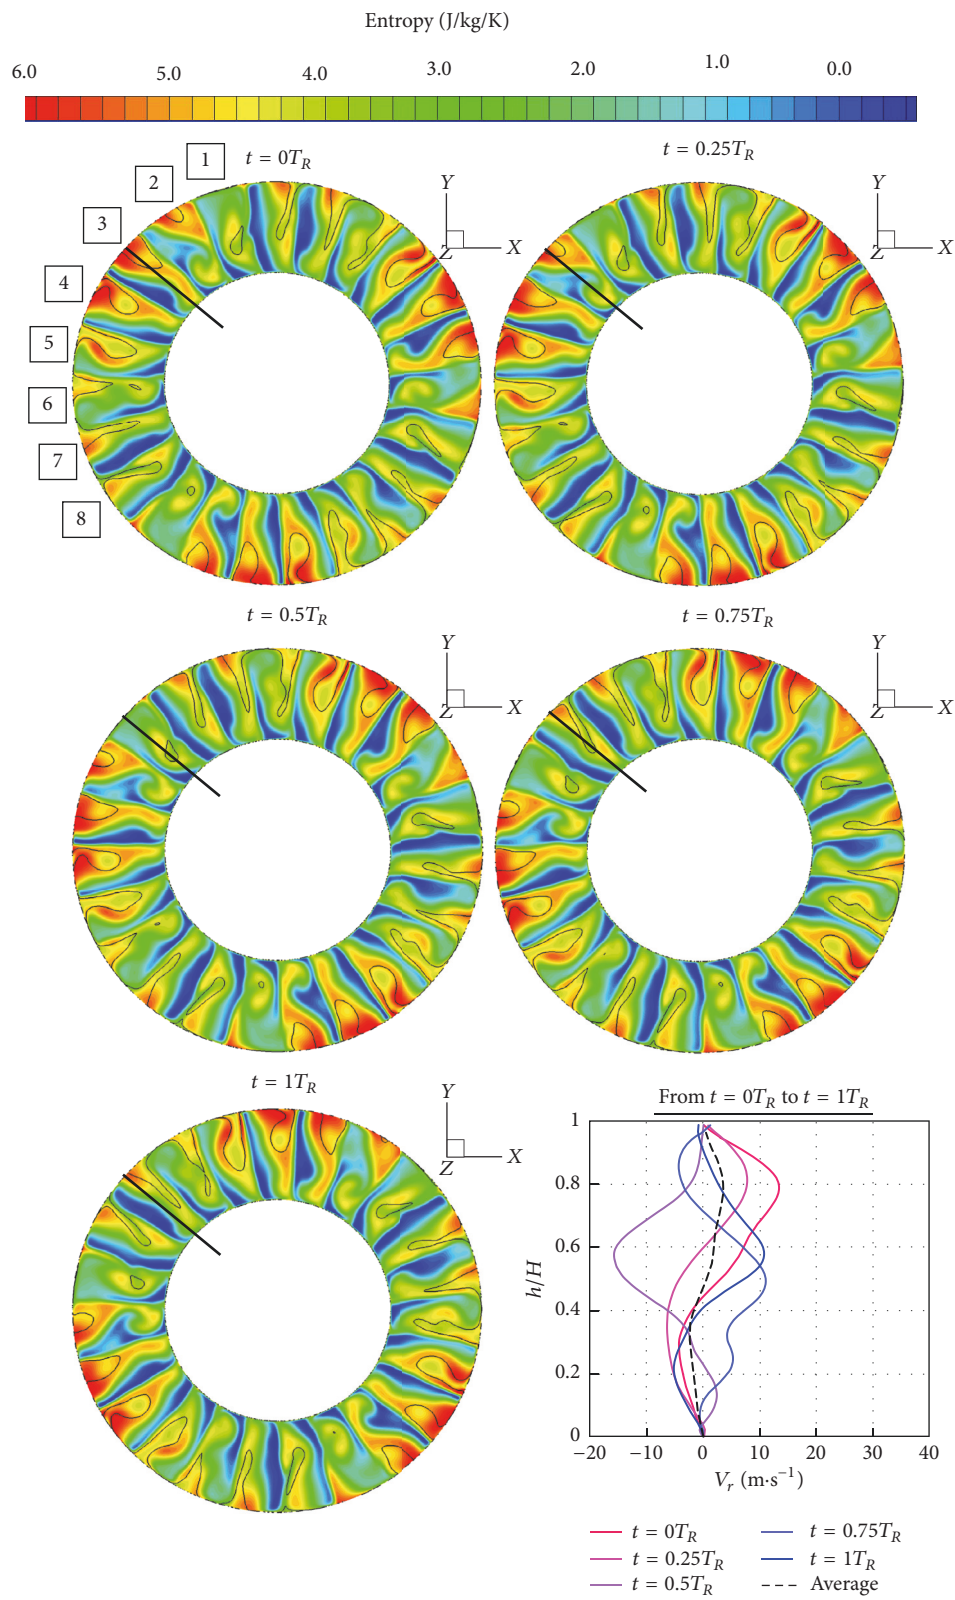 Entropy (J/kg/K)
6.0 5.0 4.0 3.0 2.0 1.0 0.0
t = 0T_R
t = 0.25T_R
1
2
3
4
5
6
7
8
Y
Z X
Y
Z X
t = 0.5T_R
t = 0.75T_R
Y
Z X
Y
Z X
t = 1T_R
Y
Z X
From t = 0T_R to t = 1T_R
1
0.8
0.6
0.4
0.2
0
h/H
−20 −10 0 10 20 30 40
V_r (m·s⁻¹)
t = 0T_R
t = 0.25T_R
t = 0.5T_R
t = 0.75T_R
t = 1T_R
Average